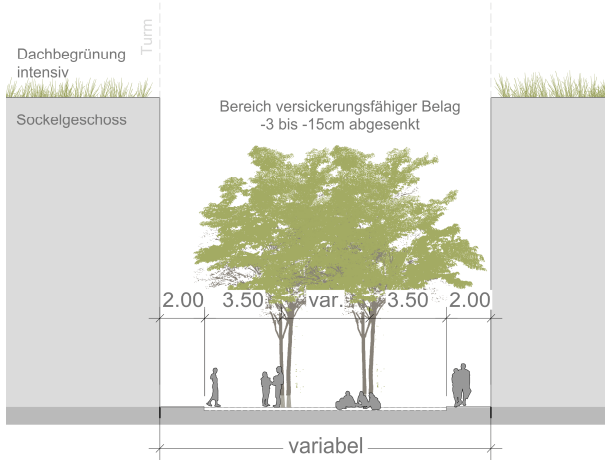 Turm
Dachbegrünung
intensiv
Sockelgeschoss
Bereich versickerungsfähiger Belag
-3 bis -15cm abgesenkt
2.00 3.50 var. 3.50 2.00
variabel